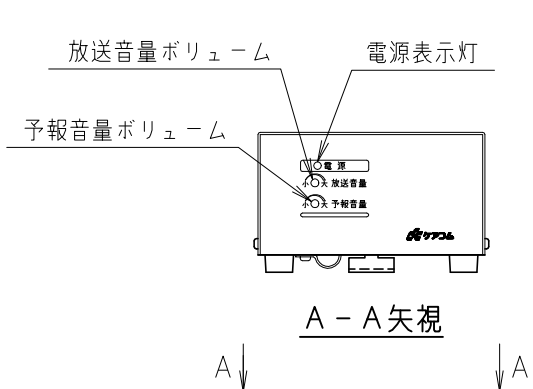 放送音量ボリューム
電源表示灯
予報音量ボリューム
電 源
小 大 放送音量
小 大 予報音量
ケアコム
A－A矢視
A A